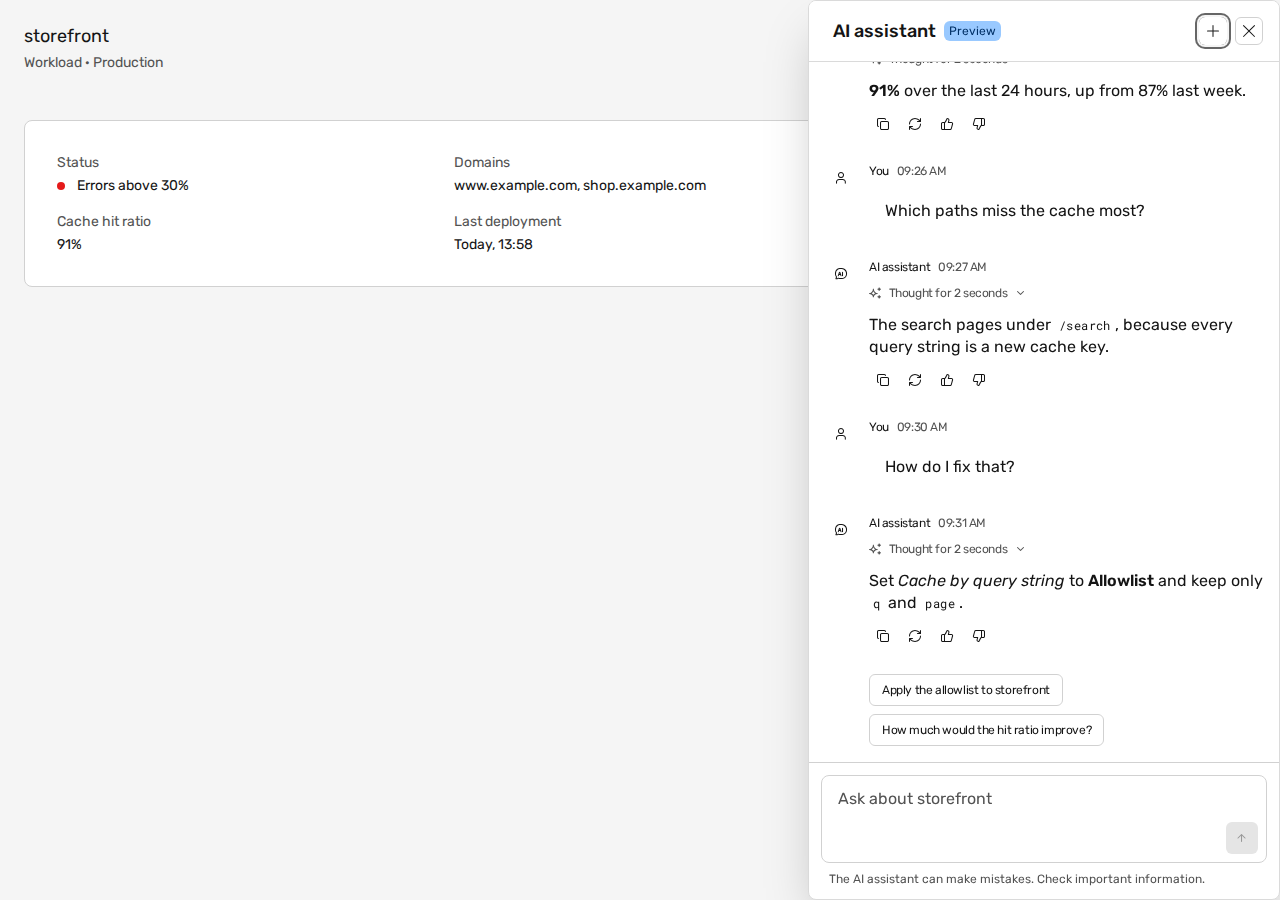 storefront
Workload • Production
Status
Errors above 30%
Domains
www.example.com, shop.example.com
Cache hit ratio
91%
Last deployment
Today, 13:58
AI assistant
Preview
91% over the last 24 hours, up from 87% last week.
You 09:26 AM
Which paths miss the cache most?
AI assistant 09:27 AM
Thought for 2 seconds
The search pages under /search, because every
query string is a new cache key.
You 09:30 AM
How do I fix that?
AI assistant 09:31 AM
Thought for 2 seconds
Set Cache by query string to Allowlist and keep only
q and page.
Apply the allowlist to storefront
How much would the hit ratio improve?
Ask about storefront
The AI assistant can make mistakes. Check important information.